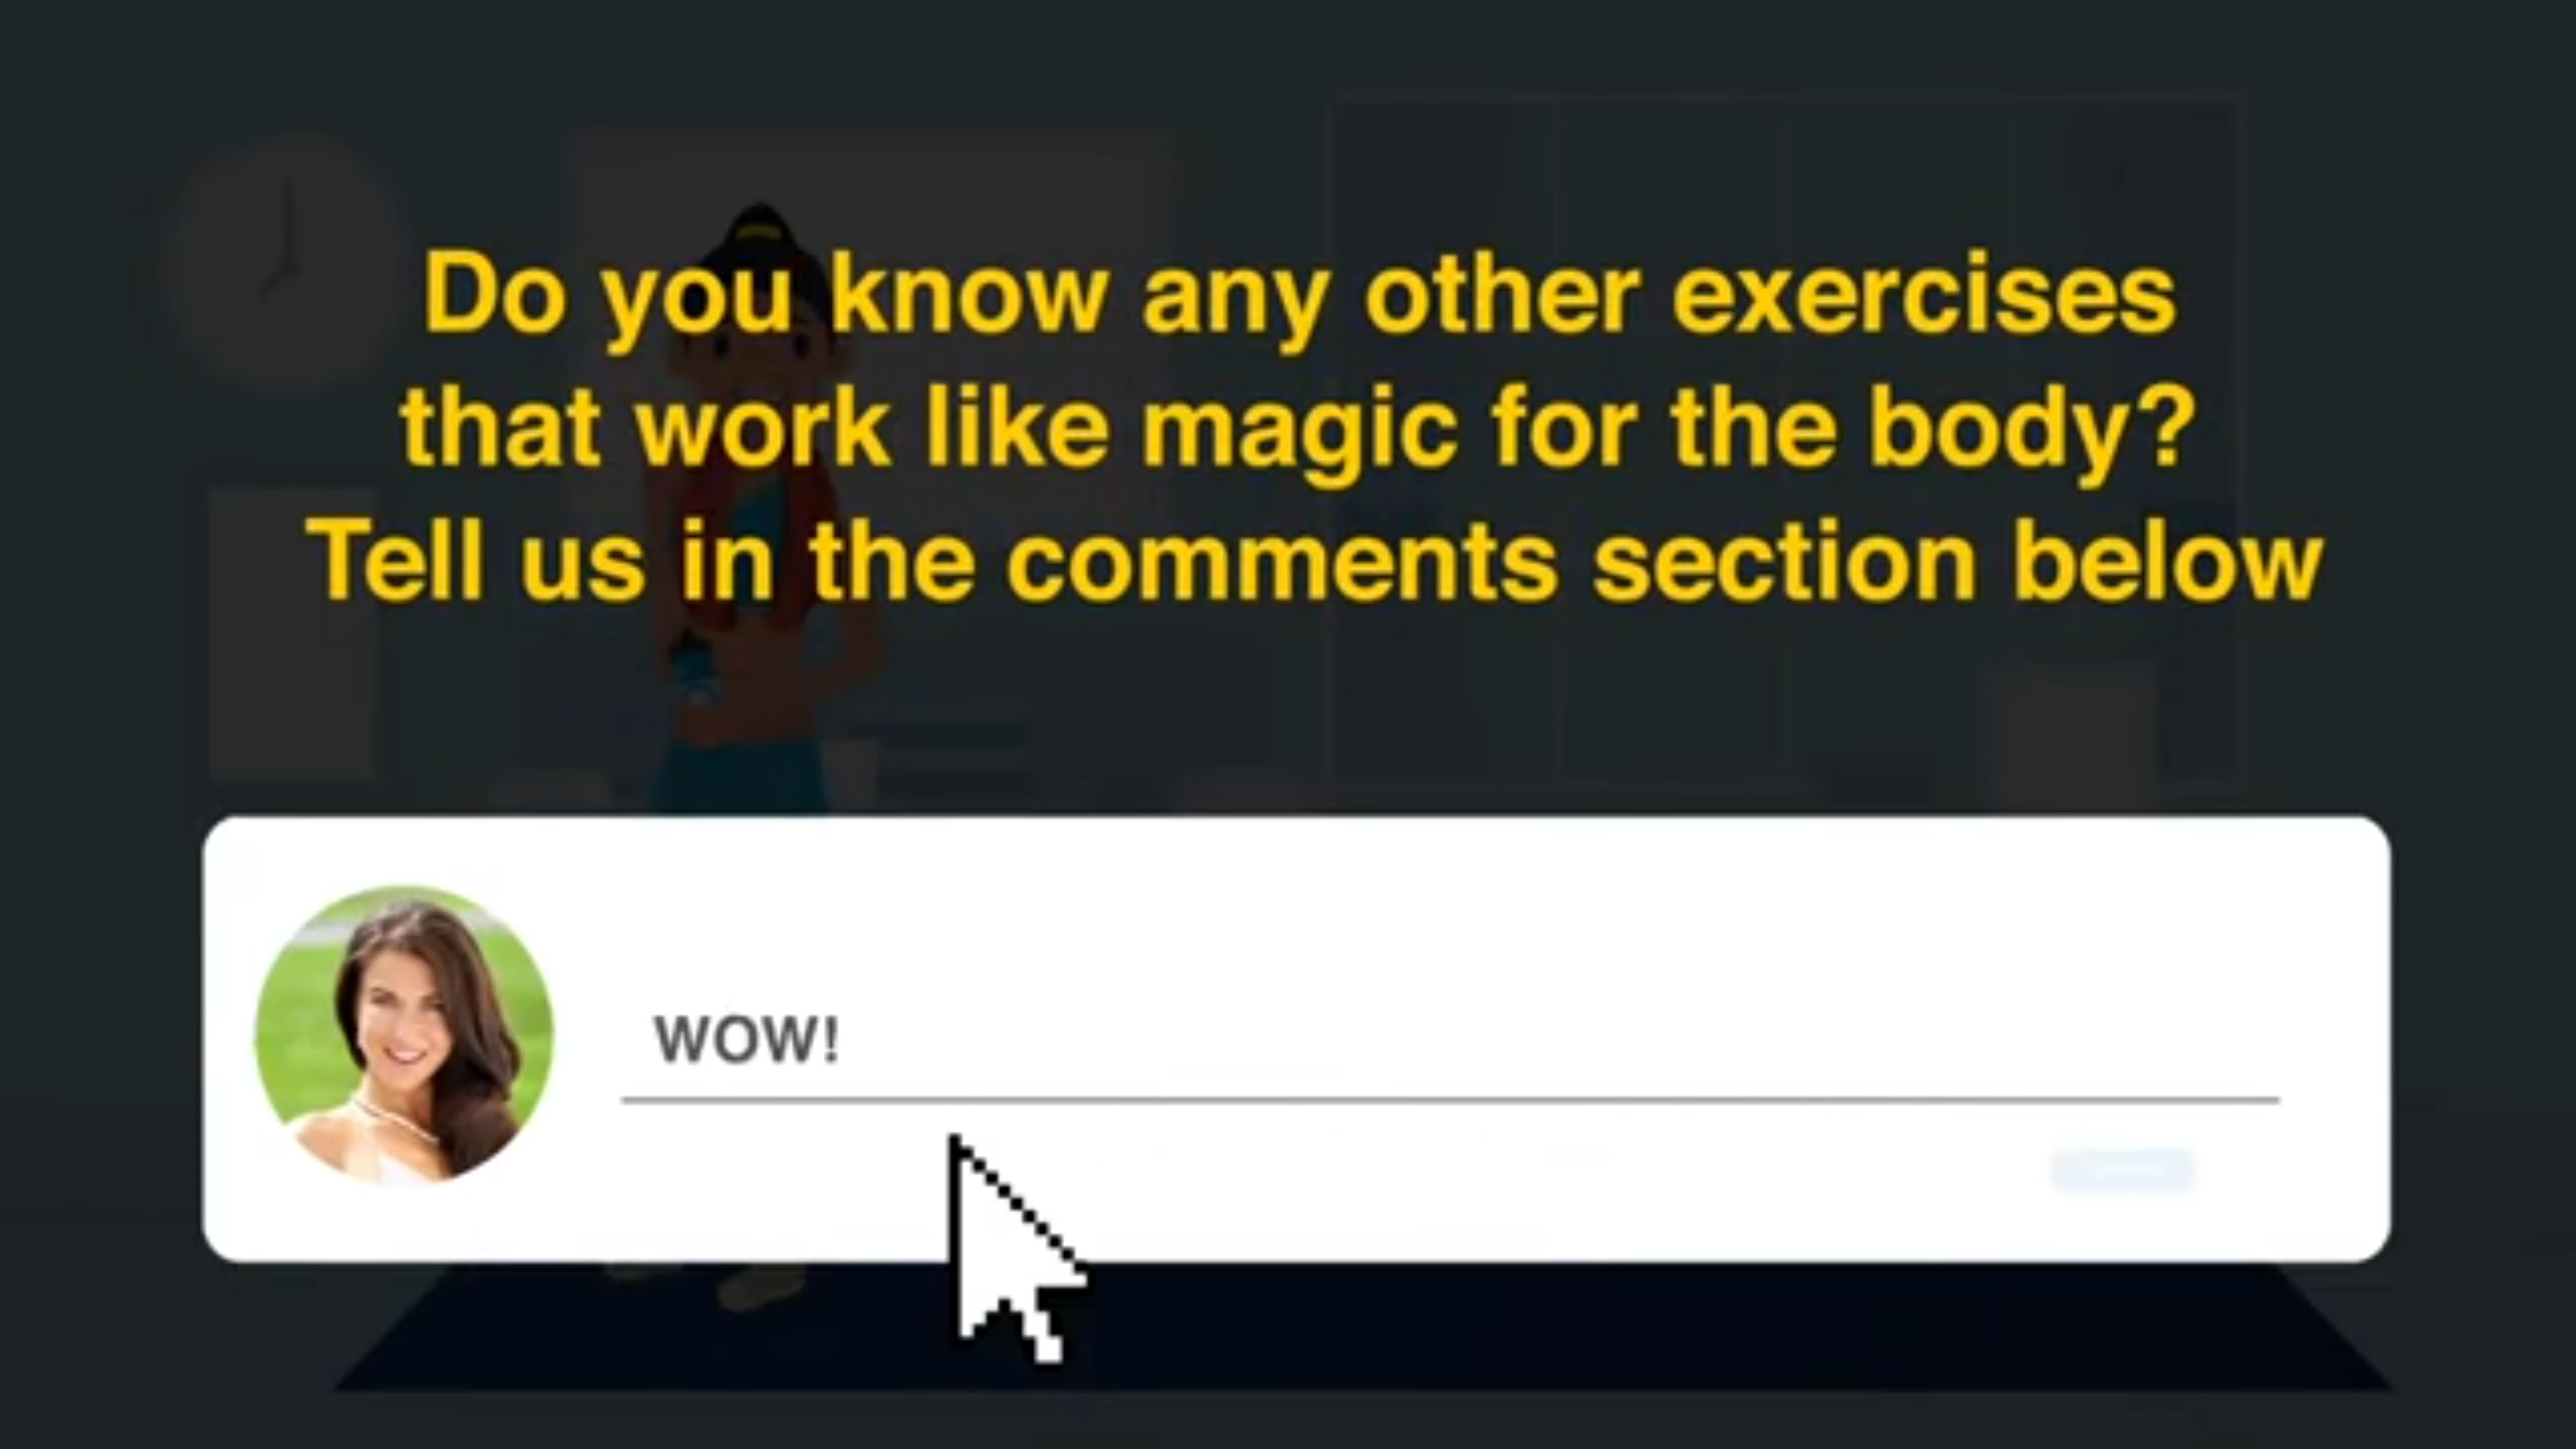 Do you know any other exercises
that work like magic for the body?
Tell us in the comments section below
WOW!